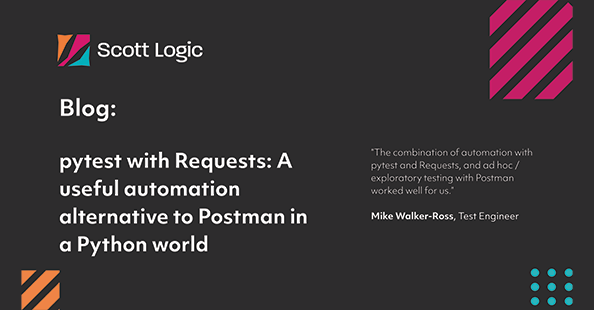 Scott Logic
Blog:
pytest with Requests: A
useful automation
alternative to Postman in
a Python world
"The combination of automation with
pytest and Requests, and ad hoc /
exploratory testing with Postman
worked well for us."
Mike Walker-Ross, Test Engineer